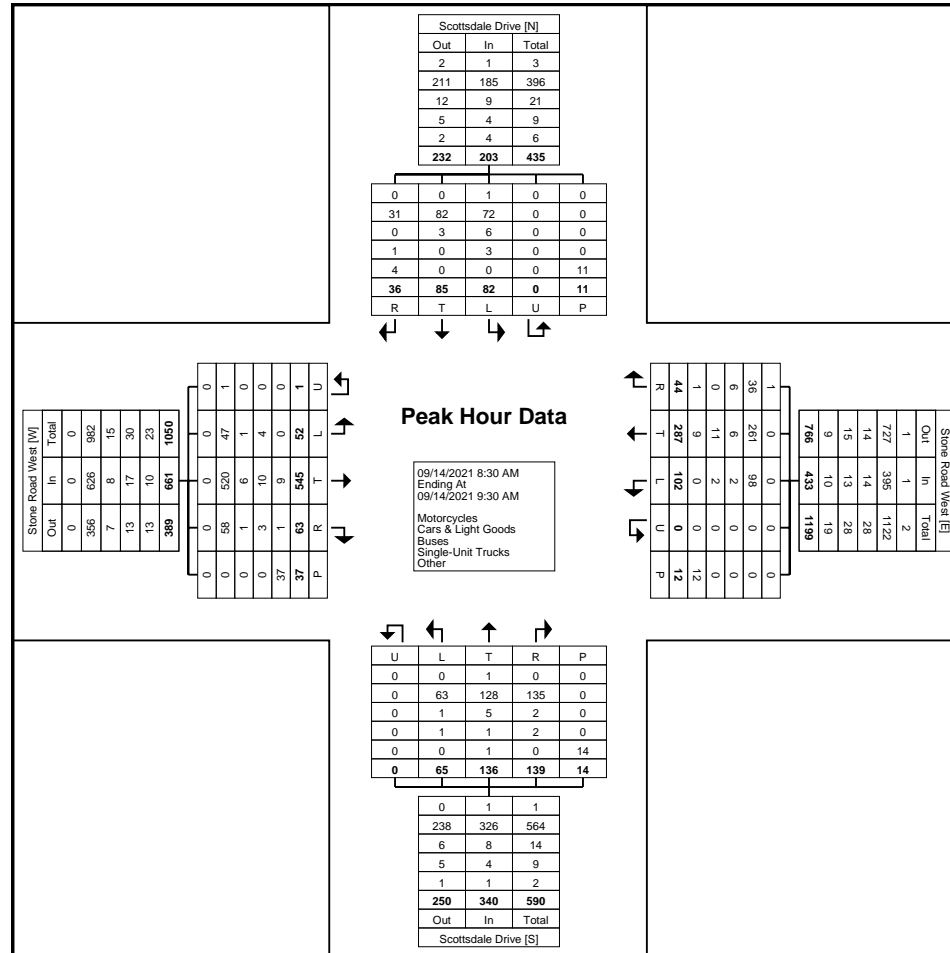 Scottsdale Drive [N]
Out In Total
2 1 3
211 185 396
12 9 21
5 4 9
2 4 6
232 203 435
0 0 1 0 0
31 82 72 0 0
0 3 6 0 0
1 0 3 0 0
4 0 0 0 11
36 85 82 0 11
R T L U P
Stone Road West [W]
Total 0 982 15 30 23 1050
In 0 626 8 17 10 661
Out 0 356 7 13 13 389
0 1 0 0 0 1 U
0 47 1 4 0 52 L
0 520 6 10 9 545 T
0 58 1 3 1 63 R
0 0 0 0 37 37 P
Peak Hour Data
09/14/2021 8:30 AM
Ending At
09/14/2021 9:30 AM
Motorcycles
Cars & Light Goods
Buses
Single-Unit Trucks
Other
R 44 1 0 6 36 1
T 287 9 11 6 261 0
L 102 0 2 2 98 0
U 0 0 0 0 0 0
P 12 12 0 0 0 0
766 9 15 14 727 1 Out
433 10 13 14 395 1 In
1199 19 28 28 1122 2 Total
Stone Road West [E]
U L T R P
0 0 1 0 0
0 63 128 135 0
0 1 5 2 0
0 1 1 2 0
0 0 1 0 14
0 65 136 139 14
0 1 1
238 326 564
6 8 14
5 4 9
1 1 2
250 340 590
Out In Total
Scottsdale Drive [S]